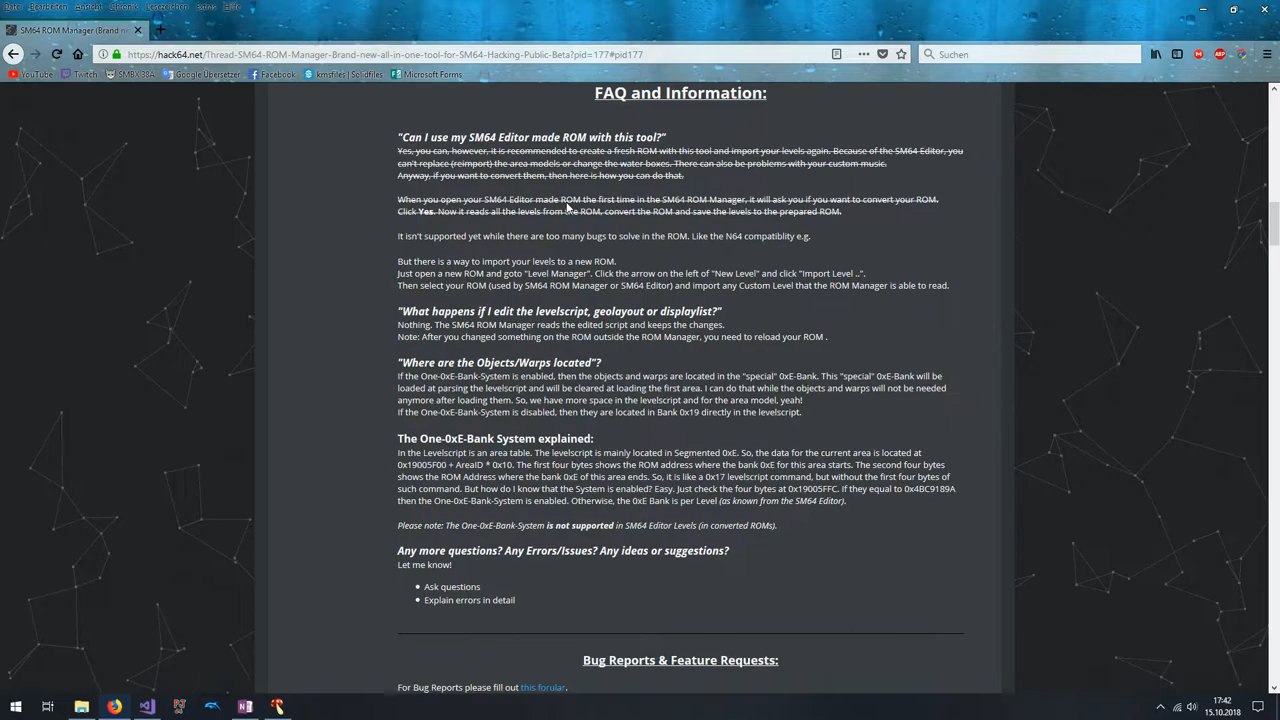 Datei Bearbeiten Ansicht Chronik Lesezeichen Extras Hilfe
SM64 ROM Manager (Brand ne
https://hack64.net/Thread-SM64-ROM-Manager-Brand-new-all-in-one-tool-for-SM64-Hacking-Public-Beta?pid=177#pid177
Suchen
YouTube Twitch SMBX 38A Google Übersetzer Facebook kmsfiles | Solidfiles Microsoft Forms
FAQ and Information:
"Can I use my SM64 Editor made ROM with this tool?"
Yes, you can, however, it is recommended to create a fresh ROM with this tool and import your levels again. Because of the SM64 Editor, you
can't replace (reimport) the area models or change the water boxes. There can also be problems with your custom music.
Anyway, if you want to convert them, then here is how you can do that.
When you open your SM64 Editor made ROM the first time in the SM64 ROM Manager, it will ask you if you want to convert your ROM.
Click Yes. Now it reads all the levels from the ROM, convert the ROM and save the levels to the prepared ROM.
It isn't supported yet while there are too many bugs to solve in the ROM. Like the N64 compatiblity e.g.
But there is a way to import your levels to a new ROM.
Just open a new ROM and goto "Level Manager". Click the arrow on the left of "New Level" and click "Import Level ..".
Then select your ROM (used by SM64 ROM Manager or SM64 Editor) and import any Custom Level that the ROM Manager is able to read.
"What happens if I edit the levelscript, geolayout or displaylist?"
Nothing. The SM64 ROM Manager reads the edited script and keeps the changes.
Note: After you changed something on the ROM outside the ROM Manager, you need to reload your ROM .
"Where are the Objects/Warps located"?
If the One-0xE-Bank-System is enabled, then the objects and warps are located in the "special" 0xE-Bank. This "special" 0xE-Bank will be
loaded at parsing the levelscript and will be cleared at loading the first area. I can do that while the objects and warps will not be needed
anymore after loading them. So, we have more space in the levelscript and for the area model, yeah!
If the One-0xE-Bank-System is disabled, then they are located in Bank 0x19 directly in the levelscript.
The One-0xE-Bank System explained:
In the Levelscript is an area table. The levelscript is mainly located in Segmented 0xE. So, the data for the current area is located at
0x19005F00 + AreaID * 0x10. The first four bytes shows the ROM address where the bank 0xE for this area starts. The second four bytes
shows the ROM Address where the bank 0xE of this area ends. So, it is like a 0x17 levelscript command, but without the first four bytes of
such command. But how do I know that the System is enabled? Easy. Just check the four bytes at 0x19005FFC. If they equal to 0x4BC9189A
then the One-0xE-Bank-System is enabled. Otherwise, the 0xE Bank is per Level (as known from the SM64 Editor).
Please note: The One-0xE-Bank-System is not supported in SM64 Editor Levels (in converted ROMs).
Any more questions? Any Errors/Issues? Any ideas or suggestions?
Let me know!
Ask questions
Explain errors in detail
Bug Reports & Feature Requests:
For Bug Reports please fill out this forular.
17:42
15.10.2018